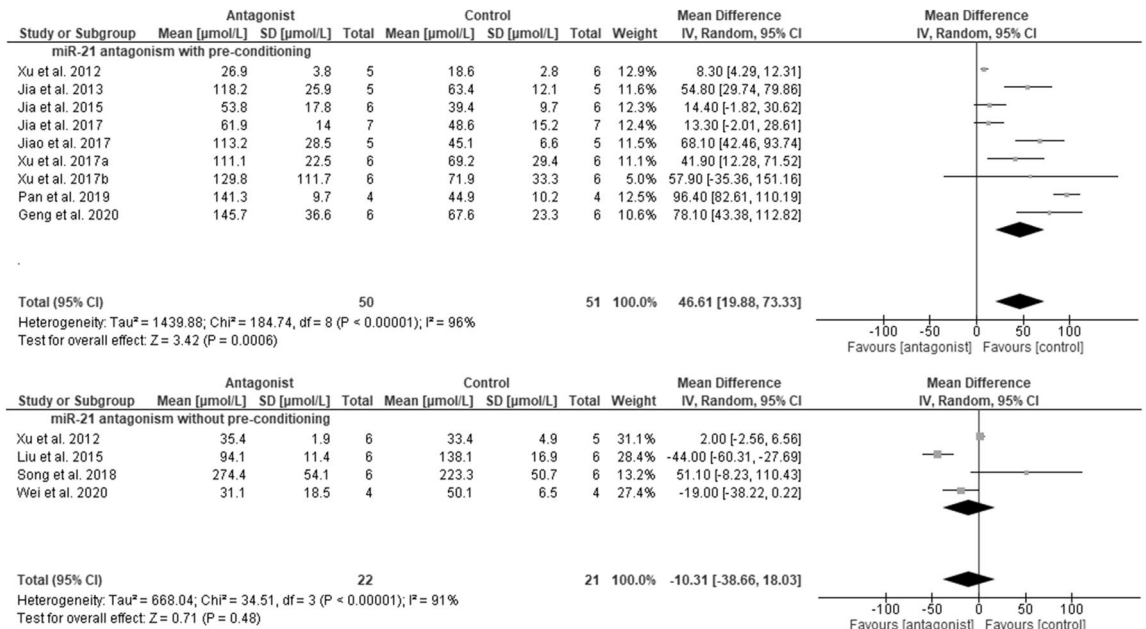 Antagonist Control Mean Difference Mean Difference
Study or Subgroup Mean [µmol/L] SD [µmol/L] Total Mean [µmol/L] SD [µmol/L] Total Weight IV, Random, 95% CI IV, Random, 95% CI
miR-21 antagonism with pre-conditioning
Xu et al. 2012 26.9 3.8 5 18.6 2.8 6 12.9% 8.30 [4.29, 12.31]
Jia et al. 2013 118.2 25.9 5 63.4 12.1 5 11.6% 54.80 [29.74, 79.86]
Jia et al. 2015 53.8 17.8 6 39.4 9.7 6 12.3% 14.40 [-1.82, 30.62]
Jia et al. 2017 61.9 14 7 48.6 15.2 7 12.4% 13.30 [-2.01, 28.61]
Jiao et al. 2017 113.2 28.5 5 45.1 6.6 5 11.5% 68.10 [42.46, 93.74]
Xu et al. 2017a 111.1 22.5 6 69.2 29.4 6 11.1% 41.90 [12.28, 71.52]
Xu et al. 2017b 129.8 111.7 6 71.9 33.3 6 5.0% 57.90 [-35.36, 151.16]
Pan et al. 2019 141.3 9.7 4 44.9 10.2 4 12.5% 96.40 [82.61, 110.19]
Geng et al. 2020 145.7 36.6 6 67.6 23.3 6 10.6% 78.10 [43.38, 112.82]
.
Total (95% CI) 50 51 100.0% 46.61 [19.88, 73.33]
Heterogeneity: Tau² = 1439.88; Chi² = 184.74, df = 8 (P < 0.00001); I² = 96%
Test for overall effect: Z = 3.42 (P = 0.0006)
-100 -50 0 50 100
Favours [antagonist] Favours [control]
Antagonist Control Mean Difference Mean Difference
Study or Subgroup Mean [µmol/L] SD [µmol/L] Total Mean [µmol/L] SD [µmol/L] Total Weight IV, Random, 95% CI IV, Random, 95% CI
miR-21 antagonism without pre-conditioning
Xu et al. 2012 35.4 1.9 6 33.4 4.9 5 31.1% 2.00 [-2.56, 6.56]
Liu et al. 2015 94.1 11.4 6 138.1 16.9 6 28.4% -44.00 [-60.31, -27.69]
Song et al. 2018 274.4 54.1 6 223.3 50.7 6 13.2% 51.10 [-8.23, 110.43]
Wei et al. 2020 31.1 18.5 4 50.1 6.5 4 27.4% -19.00 [-38.22, 0.22]
Total (95% CI) 22 21 100.0% -10.31 [-38.66, 18.03]
Heterogeneity: Tau² = 668.04; Chi² = 34.51, df = 3 (P < 0.00001); I² = 91%
Test for overall effect: Z = 0.71 (P = 0.48)
-100 -50 0 50 100
Favours [antagonist] Favours [control]